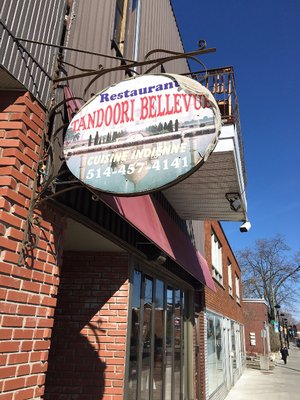 Restaurant
TANDOORI BELLEVUE
CUISINE INDIENNE
514-457-4141